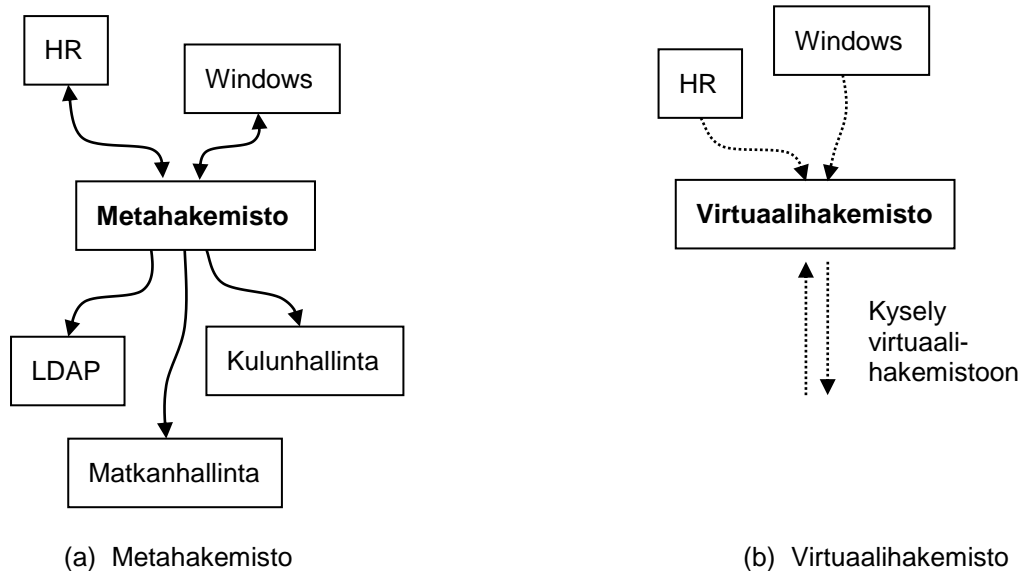 HR
Windows
Metahakemisto
LDAP
Kulunhallinta
Matkanhallinta
(a) Metahakemisto
Windows
HR
Virtuaalihakemisto
Kysely
virtuaali-
hakemistoon
(b) Virtuaalihakemisto